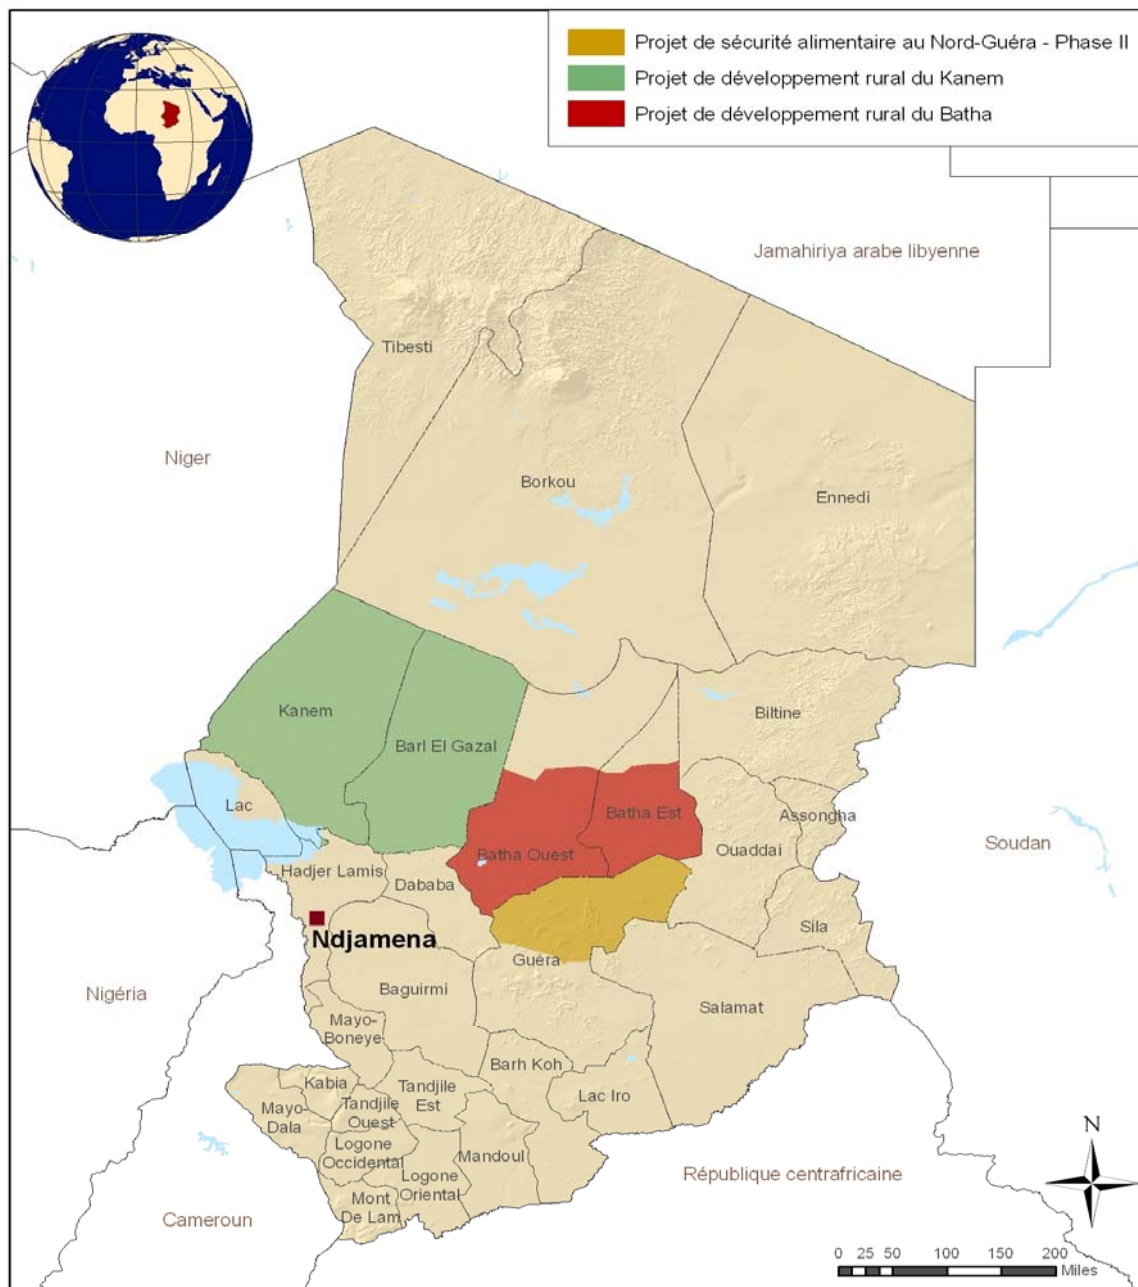 Projet de sécurité alimentaire au Nord-Guéra - Phase II
Projet de développement rural du Kanem
Projet de développement rural du Batha
Jamahiriya arabe libyenne
Tibesti
Niger
Borkou
Ennedi
Kanem
Biltine
Barl El Gazal
Lac
Batha Est
Assongha
Soudan
Ouaddai
Batha Ouest
Hadjer Lamis
Dababa
Sila
Ndjamena
Guéra
Nigéria
Baguirmi
Salamat
Mayo-
Boneye
Barh Koh
Kabia
Tandjile
Est
Lac Iro
Mayo-
Dala
Tandjile
Ouest
N
Logone
Occidental
Mandoul
République centrafricaine
Logone
Oriental
Mont
De Lam
Cameroun
0 25 50 100 150 200
Miles